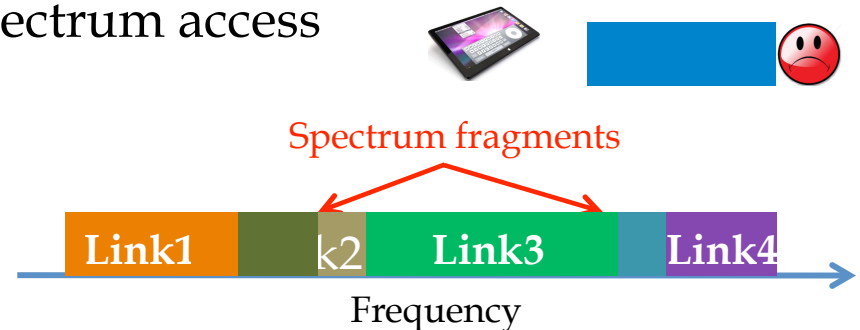 ectrum access
Spectrum fragments
Link1 k2 Link3 Link4
Frequency